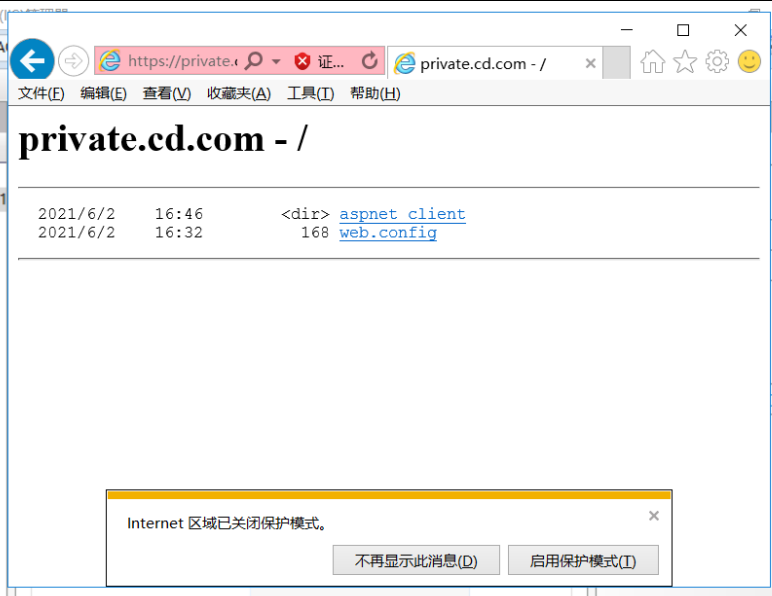 https://private.c
证...
private.cd.com - /
文件(F) 编辑(E) 查看(V) 收藏夹(A) 工具(T) 帮助(H)
private.cd.com - /
2021/6/2 16:46 <dir> aspnet_client
2021/6/2 16:32 168 web.config
Internet 区域已关闭保护模式。
不再显示此消息(D) 启用保护模式(T)